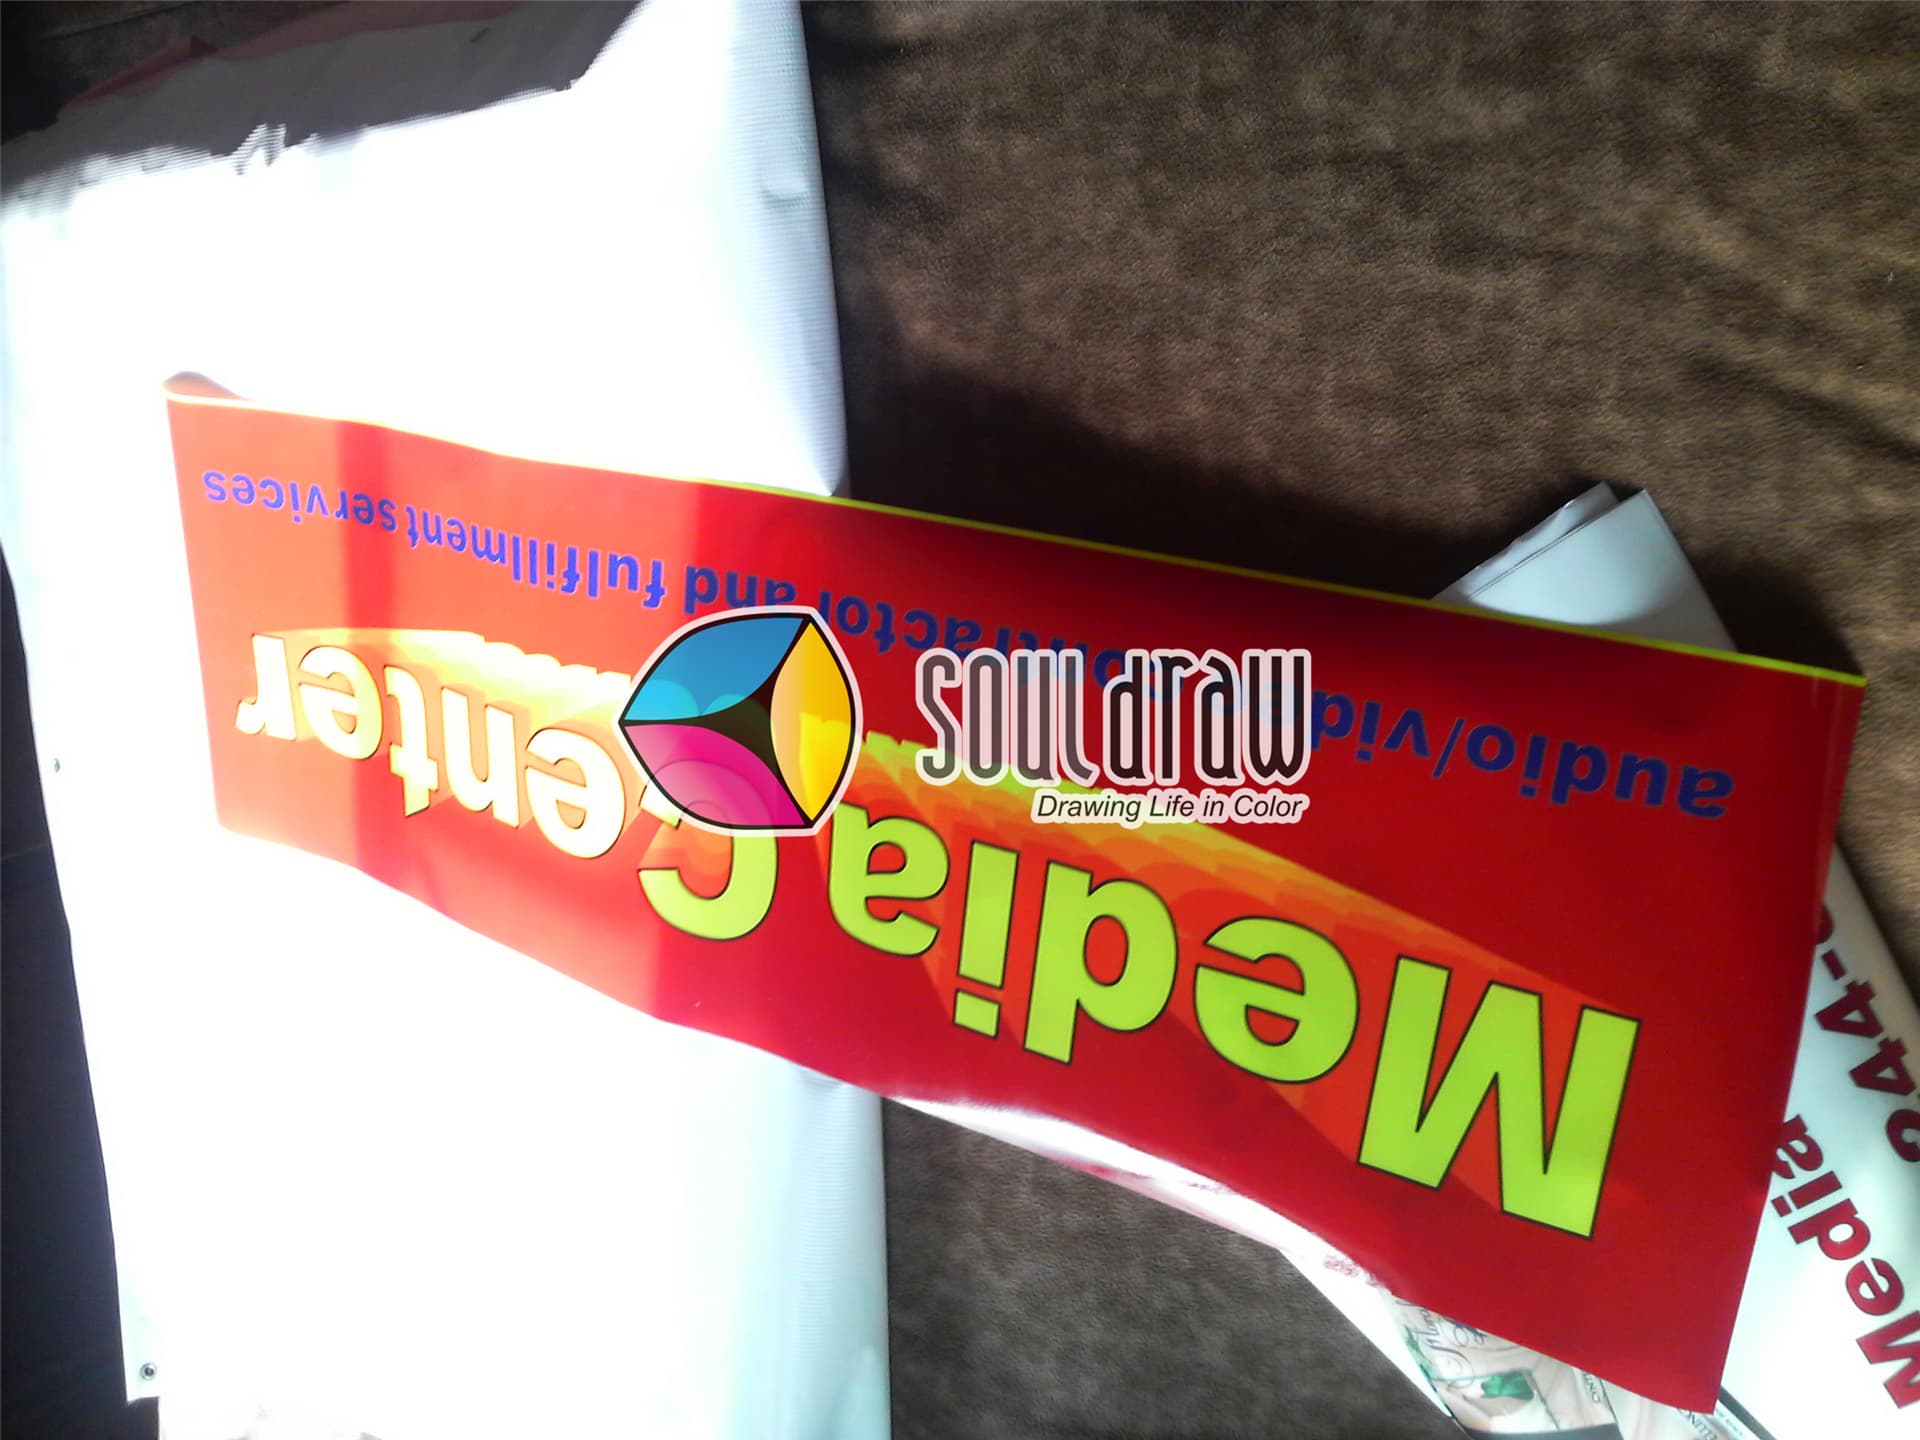 Media Center
audio/video contractor and fulfillment services
souldraw
Drawing Life in Color
Media